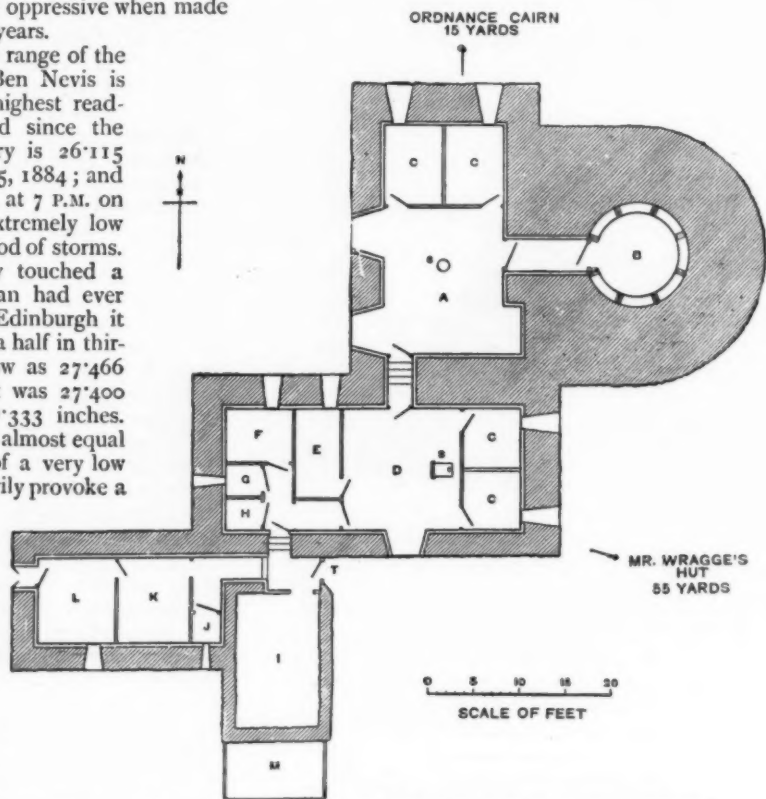 oppressive when made
years.
range of the
Ben Nevis is
highest read-
d since the
ry is 26·115
5, 1884; and
at 7 P.M. on
xtremely low
od of storms.
y touched a
an had ever
Edinburgh it
a half in thir-
w as 27·466
t was 27·400
·333 inches.
almost equal
of a very low
rily provoke a
ORDNANCE CAIRN
15 YARDS
N
C C
S
A
B
F
E
G
H
D
S
C
C
MR. WRAGGE'S
HUT
55 YARDS
T
L
K
J
I
M
0 5 10 15 20
SCALE OF FEET